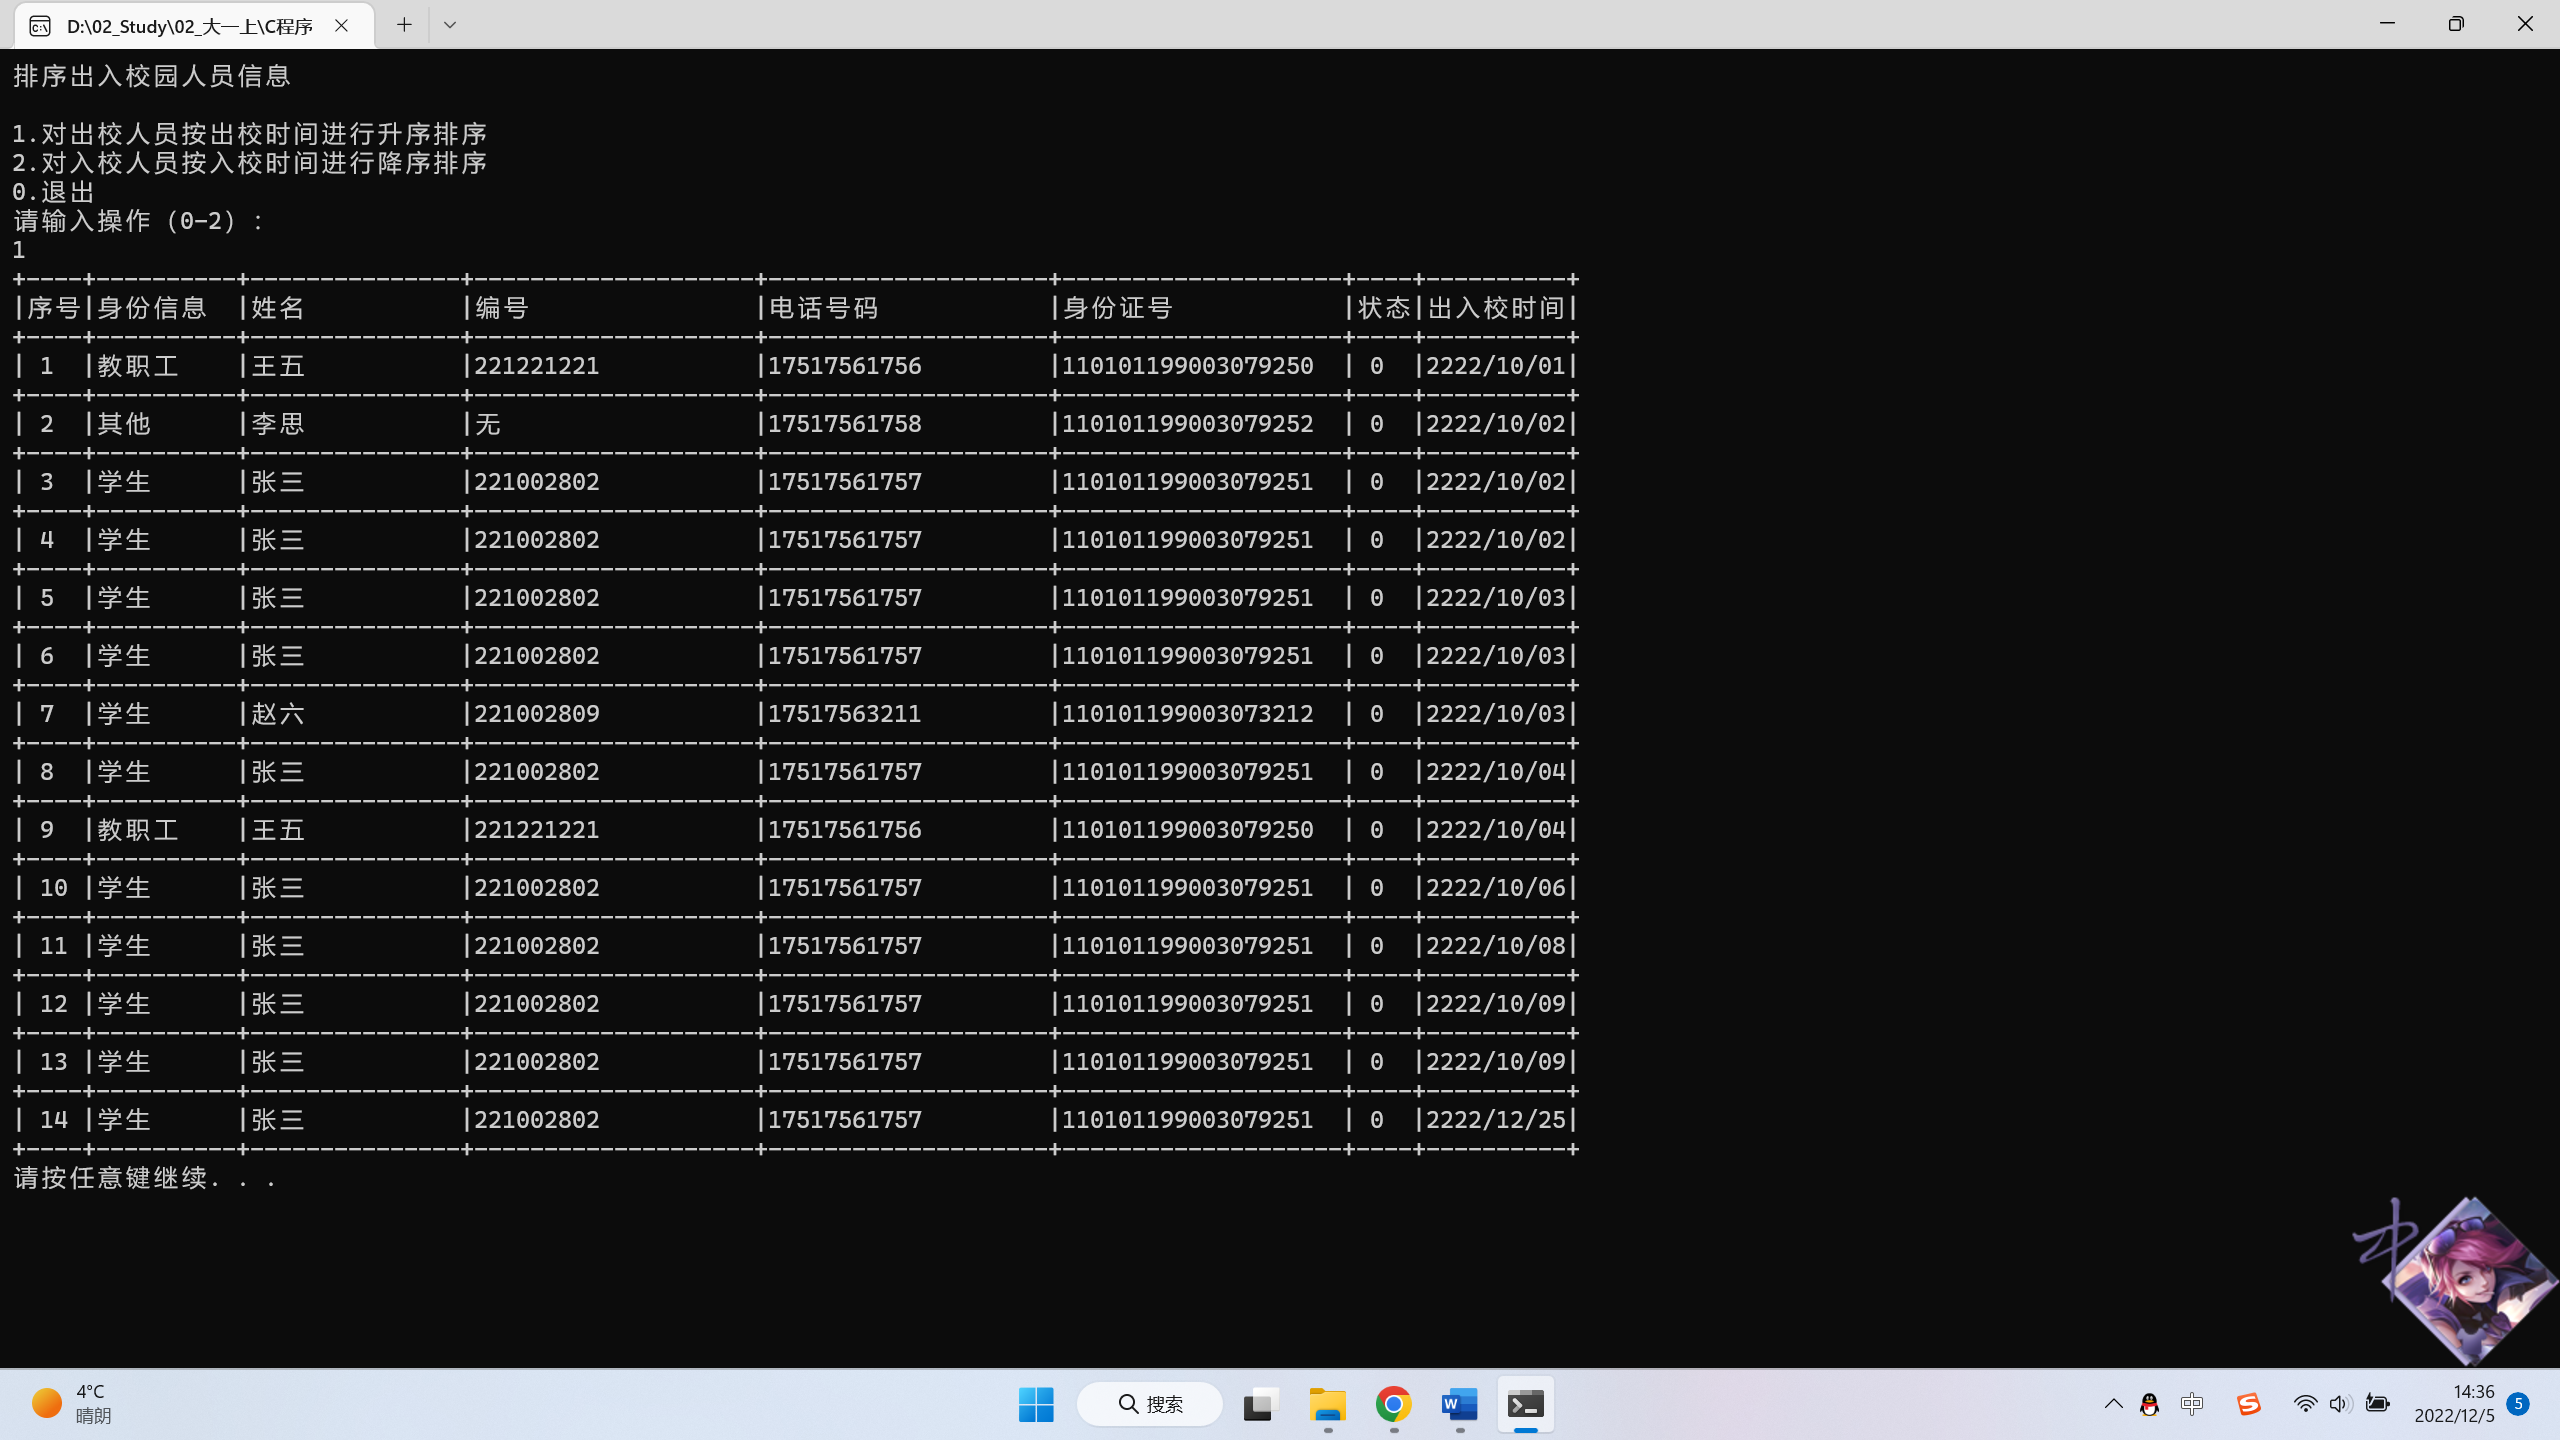 D:\02_Study\02_大一上\C程序
排序出入校园人员信息
1.对出校人员按出校时间进行升序排序
2.对入校人员按入校时间进行降序排序
0.退出
请输入操作（0-2）：
1
|序号|身份信息 |姓名 |编号 |电话号码 |身份证号 |状态|出入校时间|
| 1 |教职工 |王五 |221221221 |17517561756 |110101199003079250 | 0 |2222/10/01|
| 2 |其他 |李思 |无 |17517561758 |110101199003079252 | 0 |2222/10/02|
| 3 |学生 |张三 |221002802 |17517561757 |110101199003079251 | 0 |2222/10/02|
| 4 |学生 |张三 |221002802 |17517561757 |110101199003079251 | 0 |2222/10/02|
| 5 |学生 |张三 |221002802 |17517561757 |110101199003079251 | 0 |2222/10/03|
| 6 |学生 |张三 |221002802 |17517561757 |110101199003079251 | 0 |2222/10/03|
| 7 |学生 |赵六 |221002809 |17517563211 |110101199003073212 | 0 |2222/10/03|
| 8 |学生 |张三 |221002802 |17517561757 |110101199003079251 | 0 |2222/10/04|
| 9 |教职工 |王五 |221221221 |17517561756 |110101199003079250 | 0 |2222/10/04|
| 10 |学生 |张三 |221002802 |17517561757 |110101199003079251 | 0 |2222/10/06|
| 11 |学生 |张三 |221002802 |17517561757 |110101199003079251 | 0 |2222/10/08|
| 12 |学生 |张三 |221002802 |17517561757 |110101199003079251 | 0 |2222/10/09|
| 13 |学生 |张三 |221002802 |17517561757 |110101199003079251 | 0 |2222/10/09|
| 14 |学生 |张三 |221002802 |17517561757 |110101199003079251 | 0 |2222/12/25|
请按任意键继续. . .
中
4°C
晴朗
搜索
中
14:36
2022/12/5
5